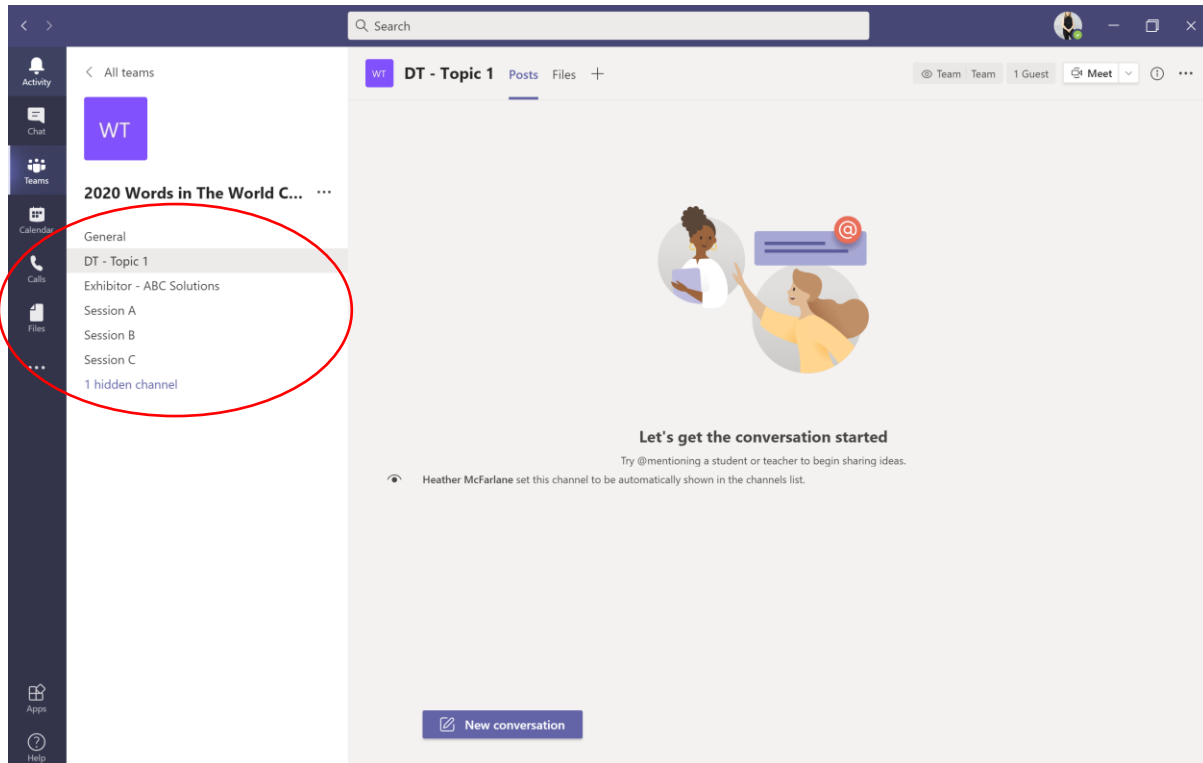 Search
Activity
Chat
Teams
Calendar
Calls
Files
Apps
Help
All teams
WT
2020 Words in The World C...
General
DT - Topic 1
Exhibitor - ABC Solutions
Session A
Session B
Session C
1 hidden channel
WT DT - Topic 1 Posts Files
Team Team 1 Guest Meet
@
Let's get the conversation started
Try @mentioning a student or teacher to begin sharing ideas.
Heather McFarlane set this channel to be automatically shown in the channels list.
New conversation